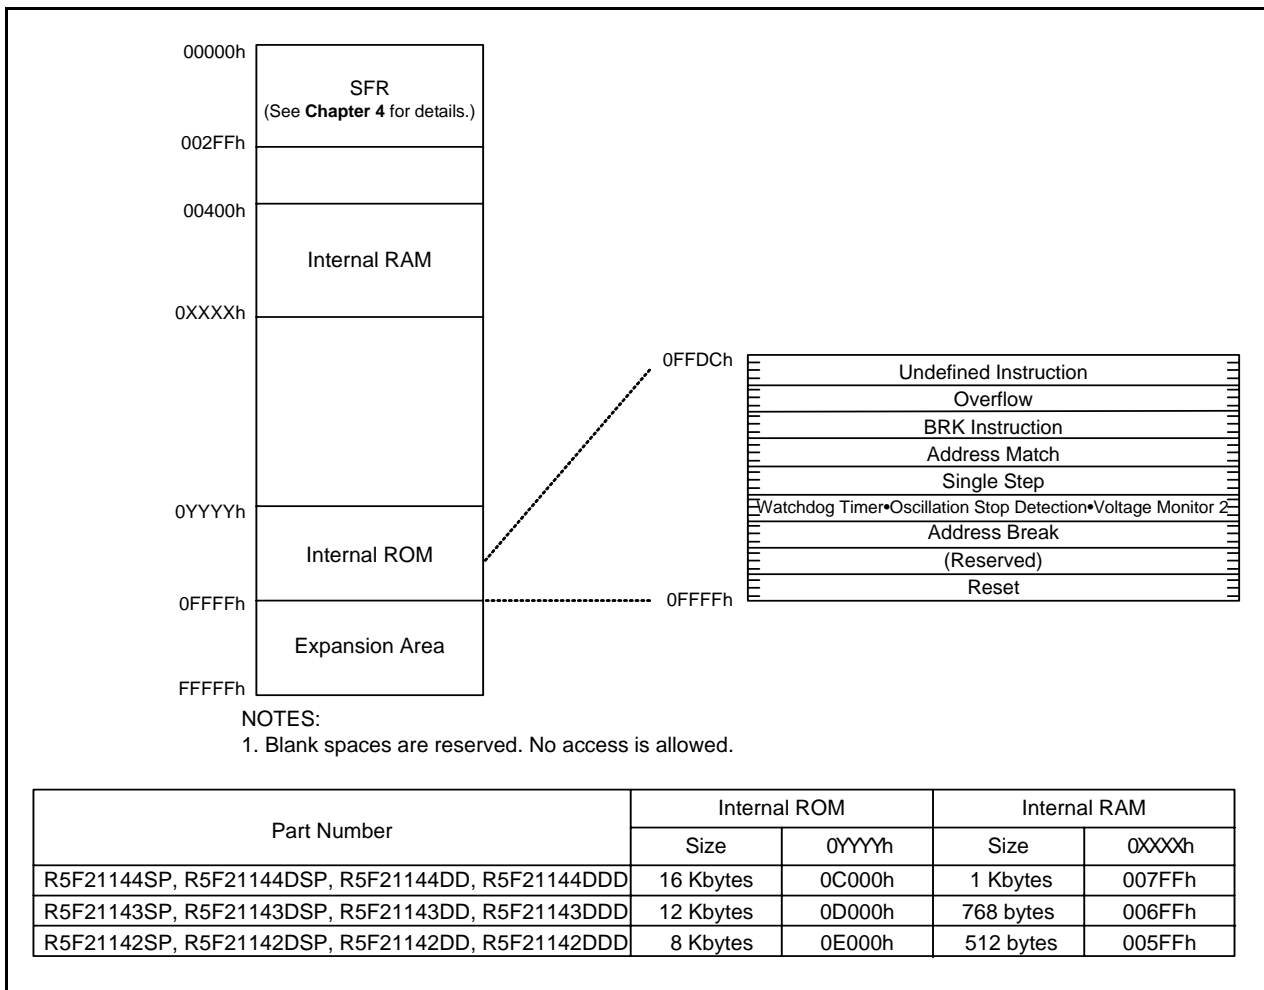 00000h
SFR
(See Chapter 4 for details.)
002FFh
00400h
Internal RAM
0XXXXh
0YYYYh
Internal ROM
0FFFFh
Expansion Area
FFFFFh
0FFDCh
Undefined Instruction
Overflow
BRK Instruction
Address Match
Single Step
Watchdog Timer•Oscillation Stop Detection•Voltage Monitor 2
Address Break
(Reserved)
Reset
0FFFFh
NOTES:
1. Blank spaces are reserved. No access is allowed.
Part Number Internal ROM Internal RAM
Size 0YYYYh Size 0XXXXh
R5F21144SP, R5F21144DSP, R5F21144DD, R5F21144DDD 16 Kbytes 0C000h 1 Kbytes 007FFh
R5F21143SP, R5F21143DSP, R5F21143DD, R5F21143DDD 12 Kbytes 0D000h 768 bytes 006FFh
R5F21142SP, R5F21142DSP, R5F21142DD, R5F21142DDD 8 Kbytes 0E000h 512 bytes 005FFh